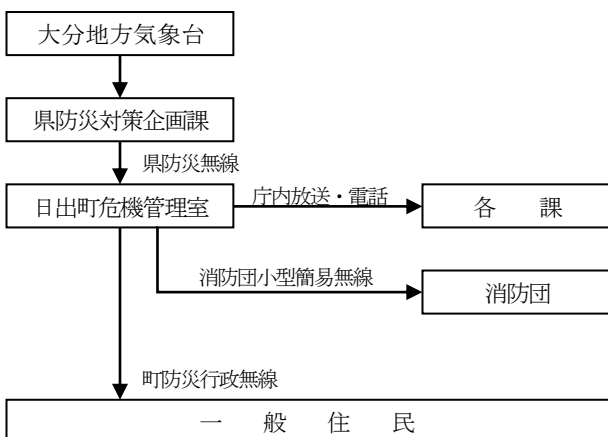 大分地方気象台
県防災対策企画課
県防災無線
日出町危機管理室
庁内放送・電話
各　課
消防団小型簡易無線
消防団
町防災行政無線
一　般　住　民